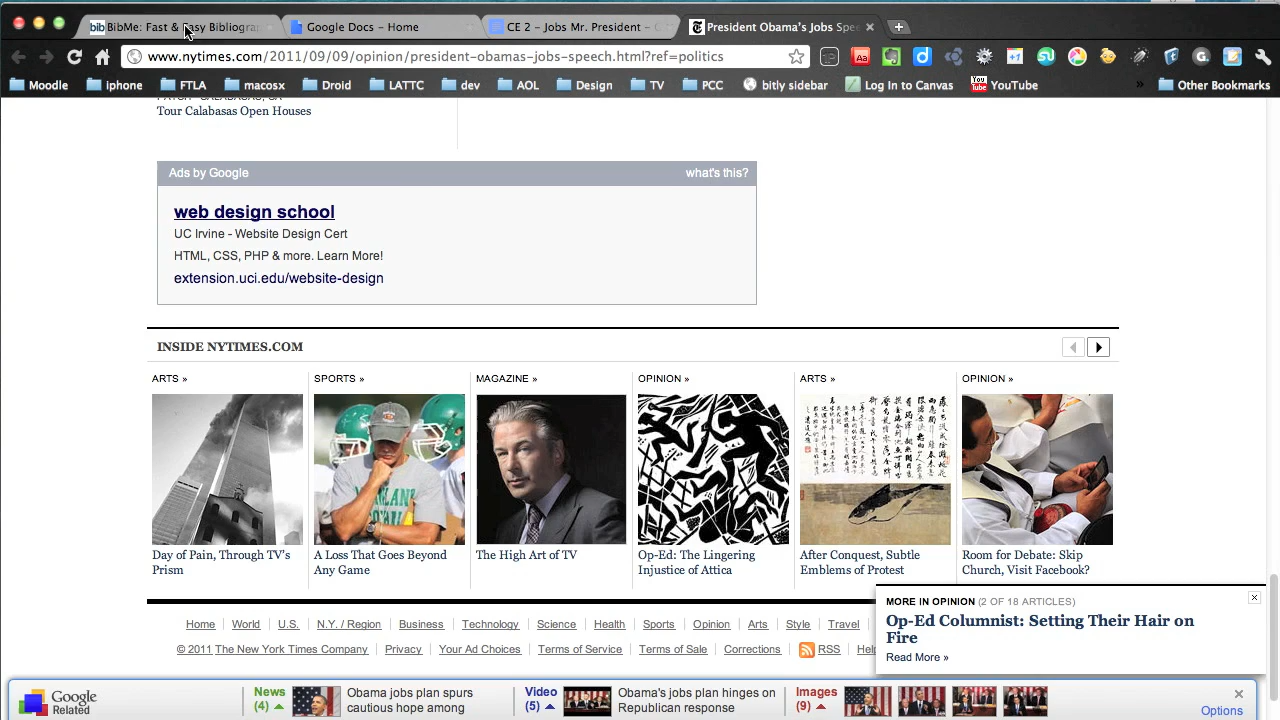 BibMe: Fast & Easy Bibliogra
Google Docs - Home
CE 2 - Jobs Mr. President -
President Obama's Jobs Spe
www.nytimes.com/2011/09/09/opinion/president-obamas-jobs-speech.html?ref=politics
Moodle
iphone
FTLA
macosx
Droid
LATTC
dev
AOL
Design
TV
PCC
bitly sidebar
Log In to Canvas
YouTube
Other Bookmarks
Tour Calabasas Open Houses
Ads by Google
what's this?
web design school
UC Irvine - Website Design Cert
HTML, CSS, PHP & more. Learn More!
extension.uci.edu/website-design
INSIDE NYTIMES.COM
ARTS »
SPORTS »
MAGAZINE »
OPINION »
ARTS »
OPINION »
Day of Pain, Through TV's
Prism
A Loss That Goes Beyond
Any Game
The High Art of TV
Op-Ed: The Lingering
Injustice of Attica
After Conquest, Subtle
Emblems of Protest
Room for Debate: Skip
Church, Visit Facebook?
MORE IN OPINION (2 OF 18 ARTICLES)
Op-Ed Columnist: Setting Their Hair on
Fire
Read More »
Home
World
U.S.
N.Y. / Region
Business
Technology
Science
Health
Sports
Opinion
Arts
Style
Travel
© 2011 The New York Times Company
Privacy
Your Ad Choices
Terms of Service
Terms of Sale
Corrections
RSS
Google
Related
News
(4)
Obama jobs plan spurs
cautious hope among
Video
(5)
Obama's jobs plan hinges on
Republican response
Images
(9)
Options